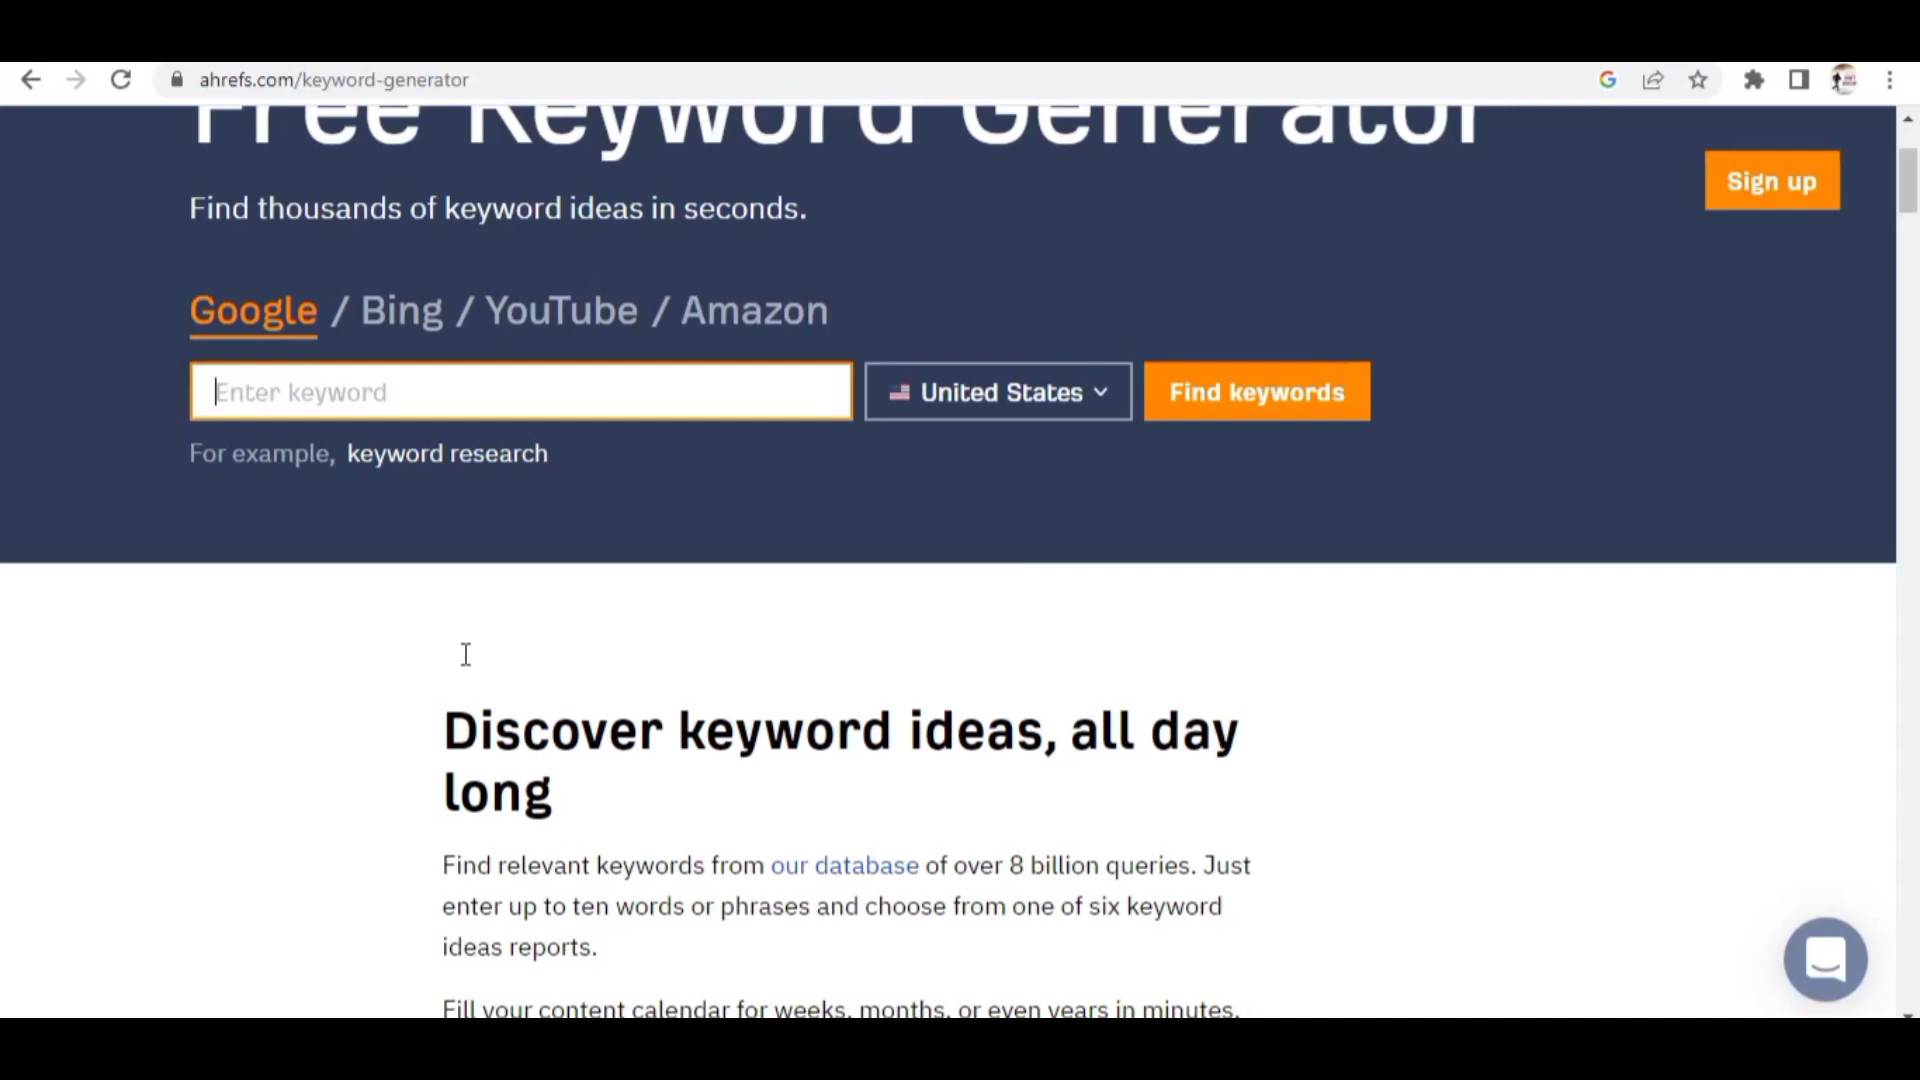 ahrefs.com/keyword-generator
Free Keyword Generator
Sign up
Find thousands of keyword ideas in seconds.
Google / Bing / YouTube / Amazon
Enter keyword
United States
Find keywords
For example, keyword research
Discover keyword ideas, all day
long
Find relevant keywords from our database of over 8 billion queries. Just
enter up to ten words or phrases and choose from one of six keyword
ideas reports.
Fill your content calendar for weeks, months, or even years in minutes.